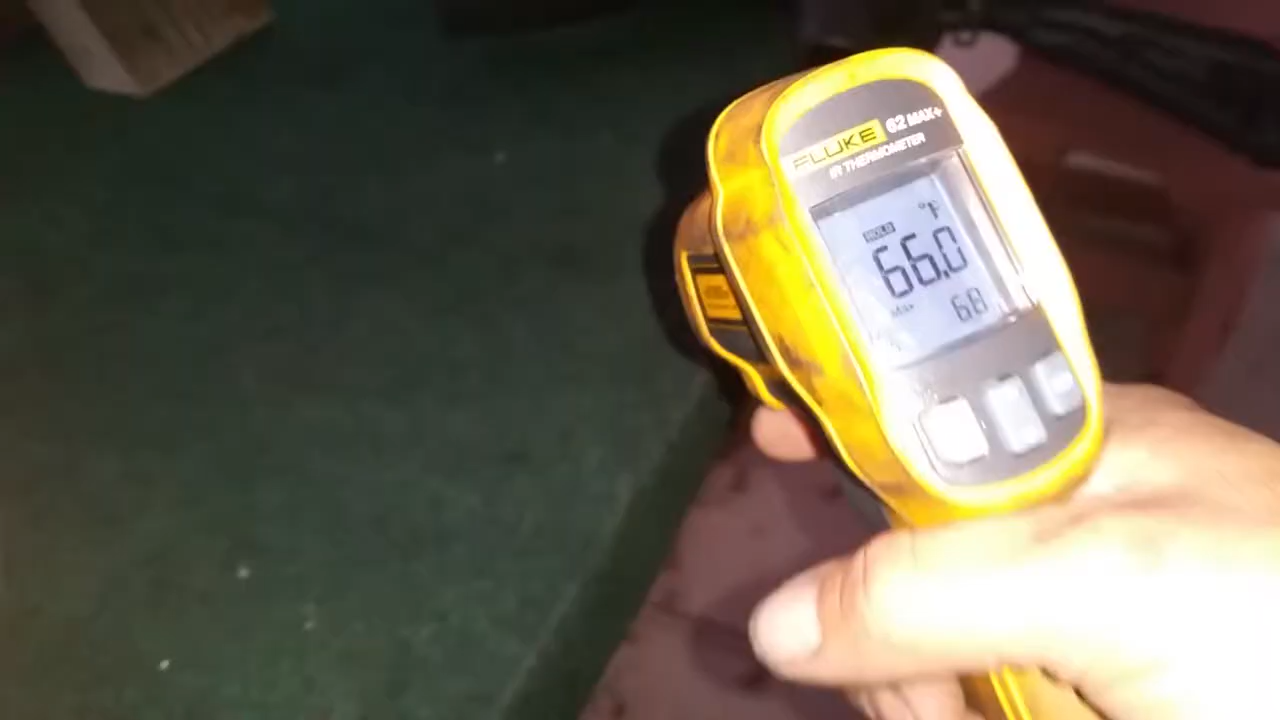 FLUKE 62 MAX+
IR THERMOMETER
°F
HOLD
66.0
Max 68